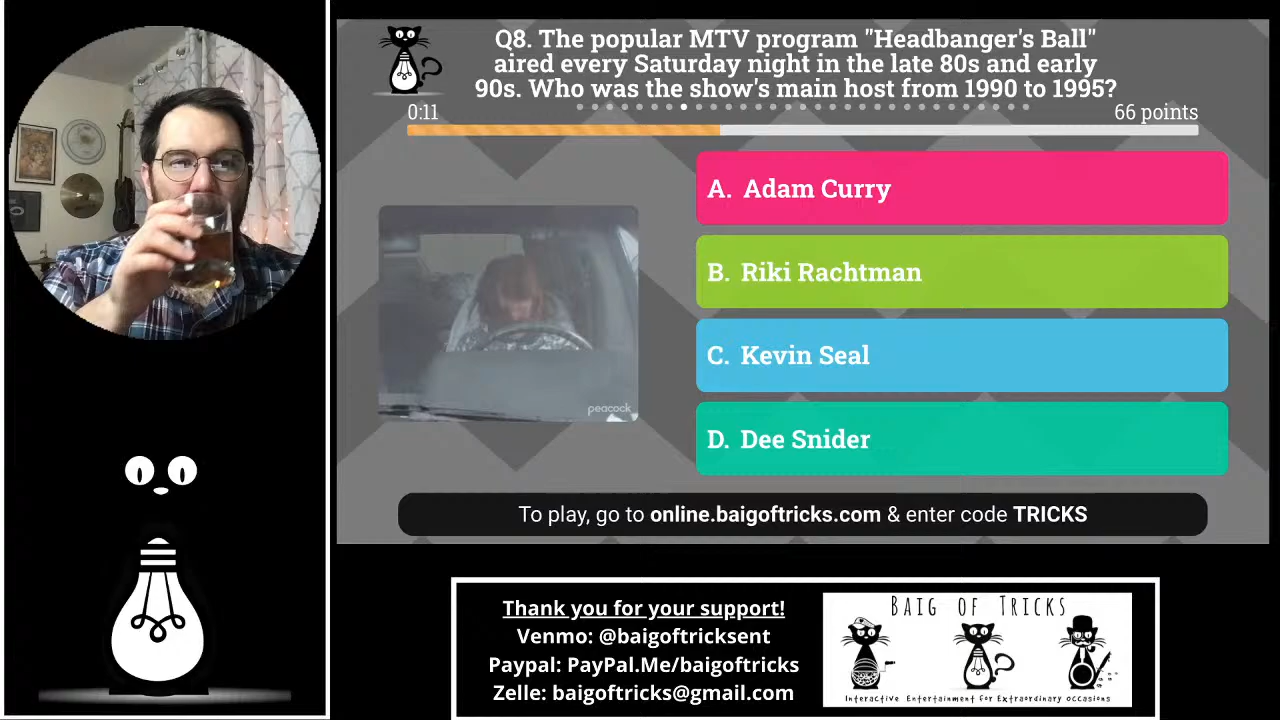 Q8. The popular MTV program "Headbanger's Ball"
aired every Saturday night in the late 80s and early
90s. Who was the show's main host from 1990 to 1995?
0:11
66 points
A. Adam Curry
B. Riki Rachtman
C. Kevin Seal
D. Dee Snider
peacock
To play, go to online.baigoftricks.com & enter code TRICKS
Thank you for your support!
Venmo: @baigoftricksent
Paypal: PayPal.Me/baigoftricks
Zelle: baigoftricks@gmail.com
BAIG OF TRICKS
Interactive Entertainment for Extraordinary occasions